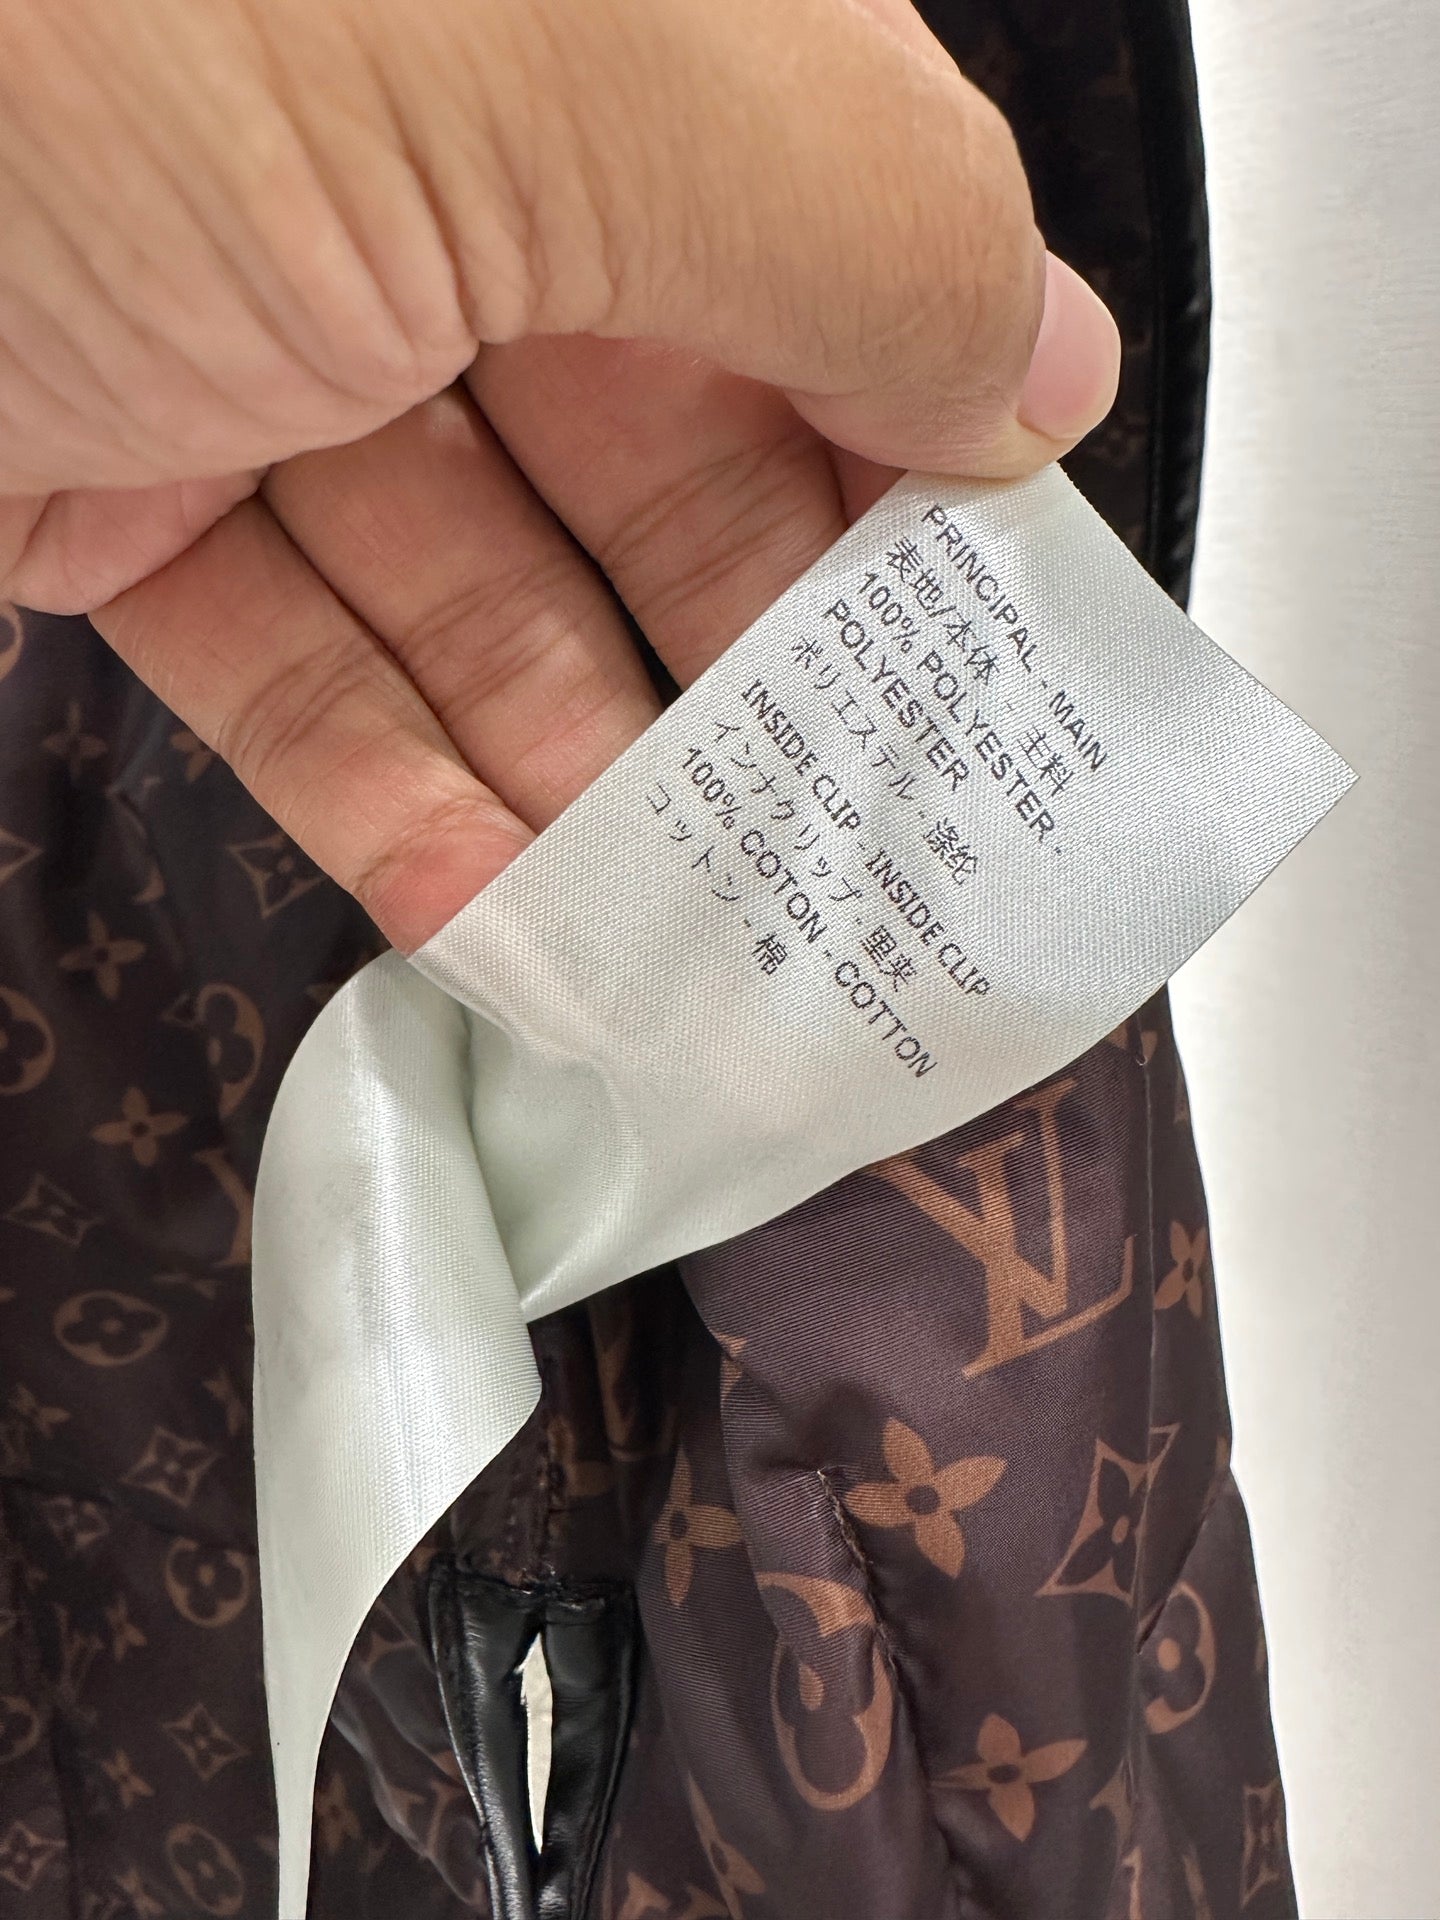 PRINCIPAL - MAIN
表地/本体 - 主料
100% POLYESTER -
POLYESTER
ポリエステル - 涤纶
INSIDE CLIP - INSIDE CLIP
インナクリップ - 里夹
100% COTON - COTTON
コットン - 棉
LV